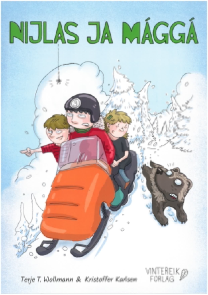 NIJLAS JA MÁGGÁ
Terje T. Wollmann & Kristoffer Karlsen
VINTEREIK
FORLAG